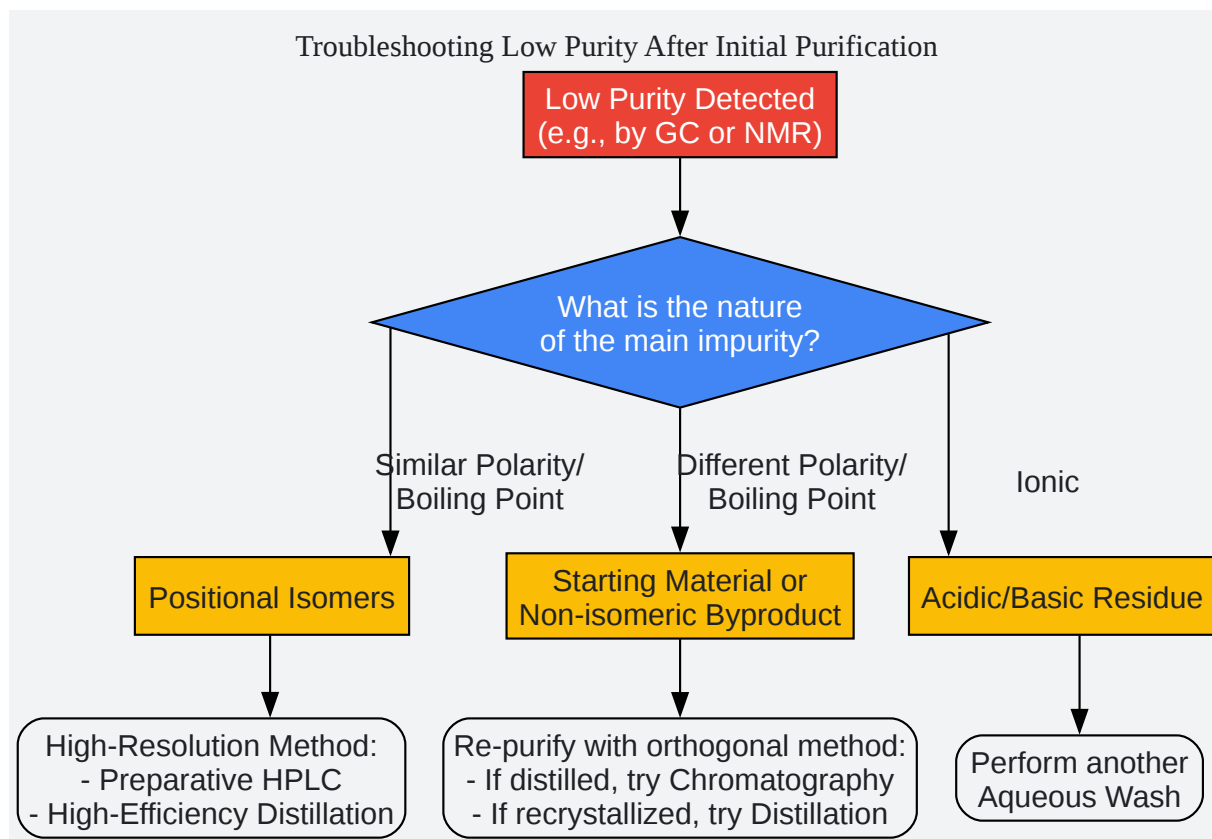 Troubleshooting Low Purity After Initial Purification
Low Purity Detected
(e.g., by GC or NMR)
What is the nature
of the main impurity?
Similar Polarity/
Boiling Point
Different Polarity/
Boiling Point
Ionic
Positional Isomers
Starting Material or
Non-isomeric Byproduct
Acidic/Basic Residue
High-Resolution Method:
- Preparative HPLC
- High-Efficiency Distillation
Re-purify with orthogonal method:
- If distilled, try Chromatography
- If recrystallized, try Distillation
Perform another
Aqueous Wash